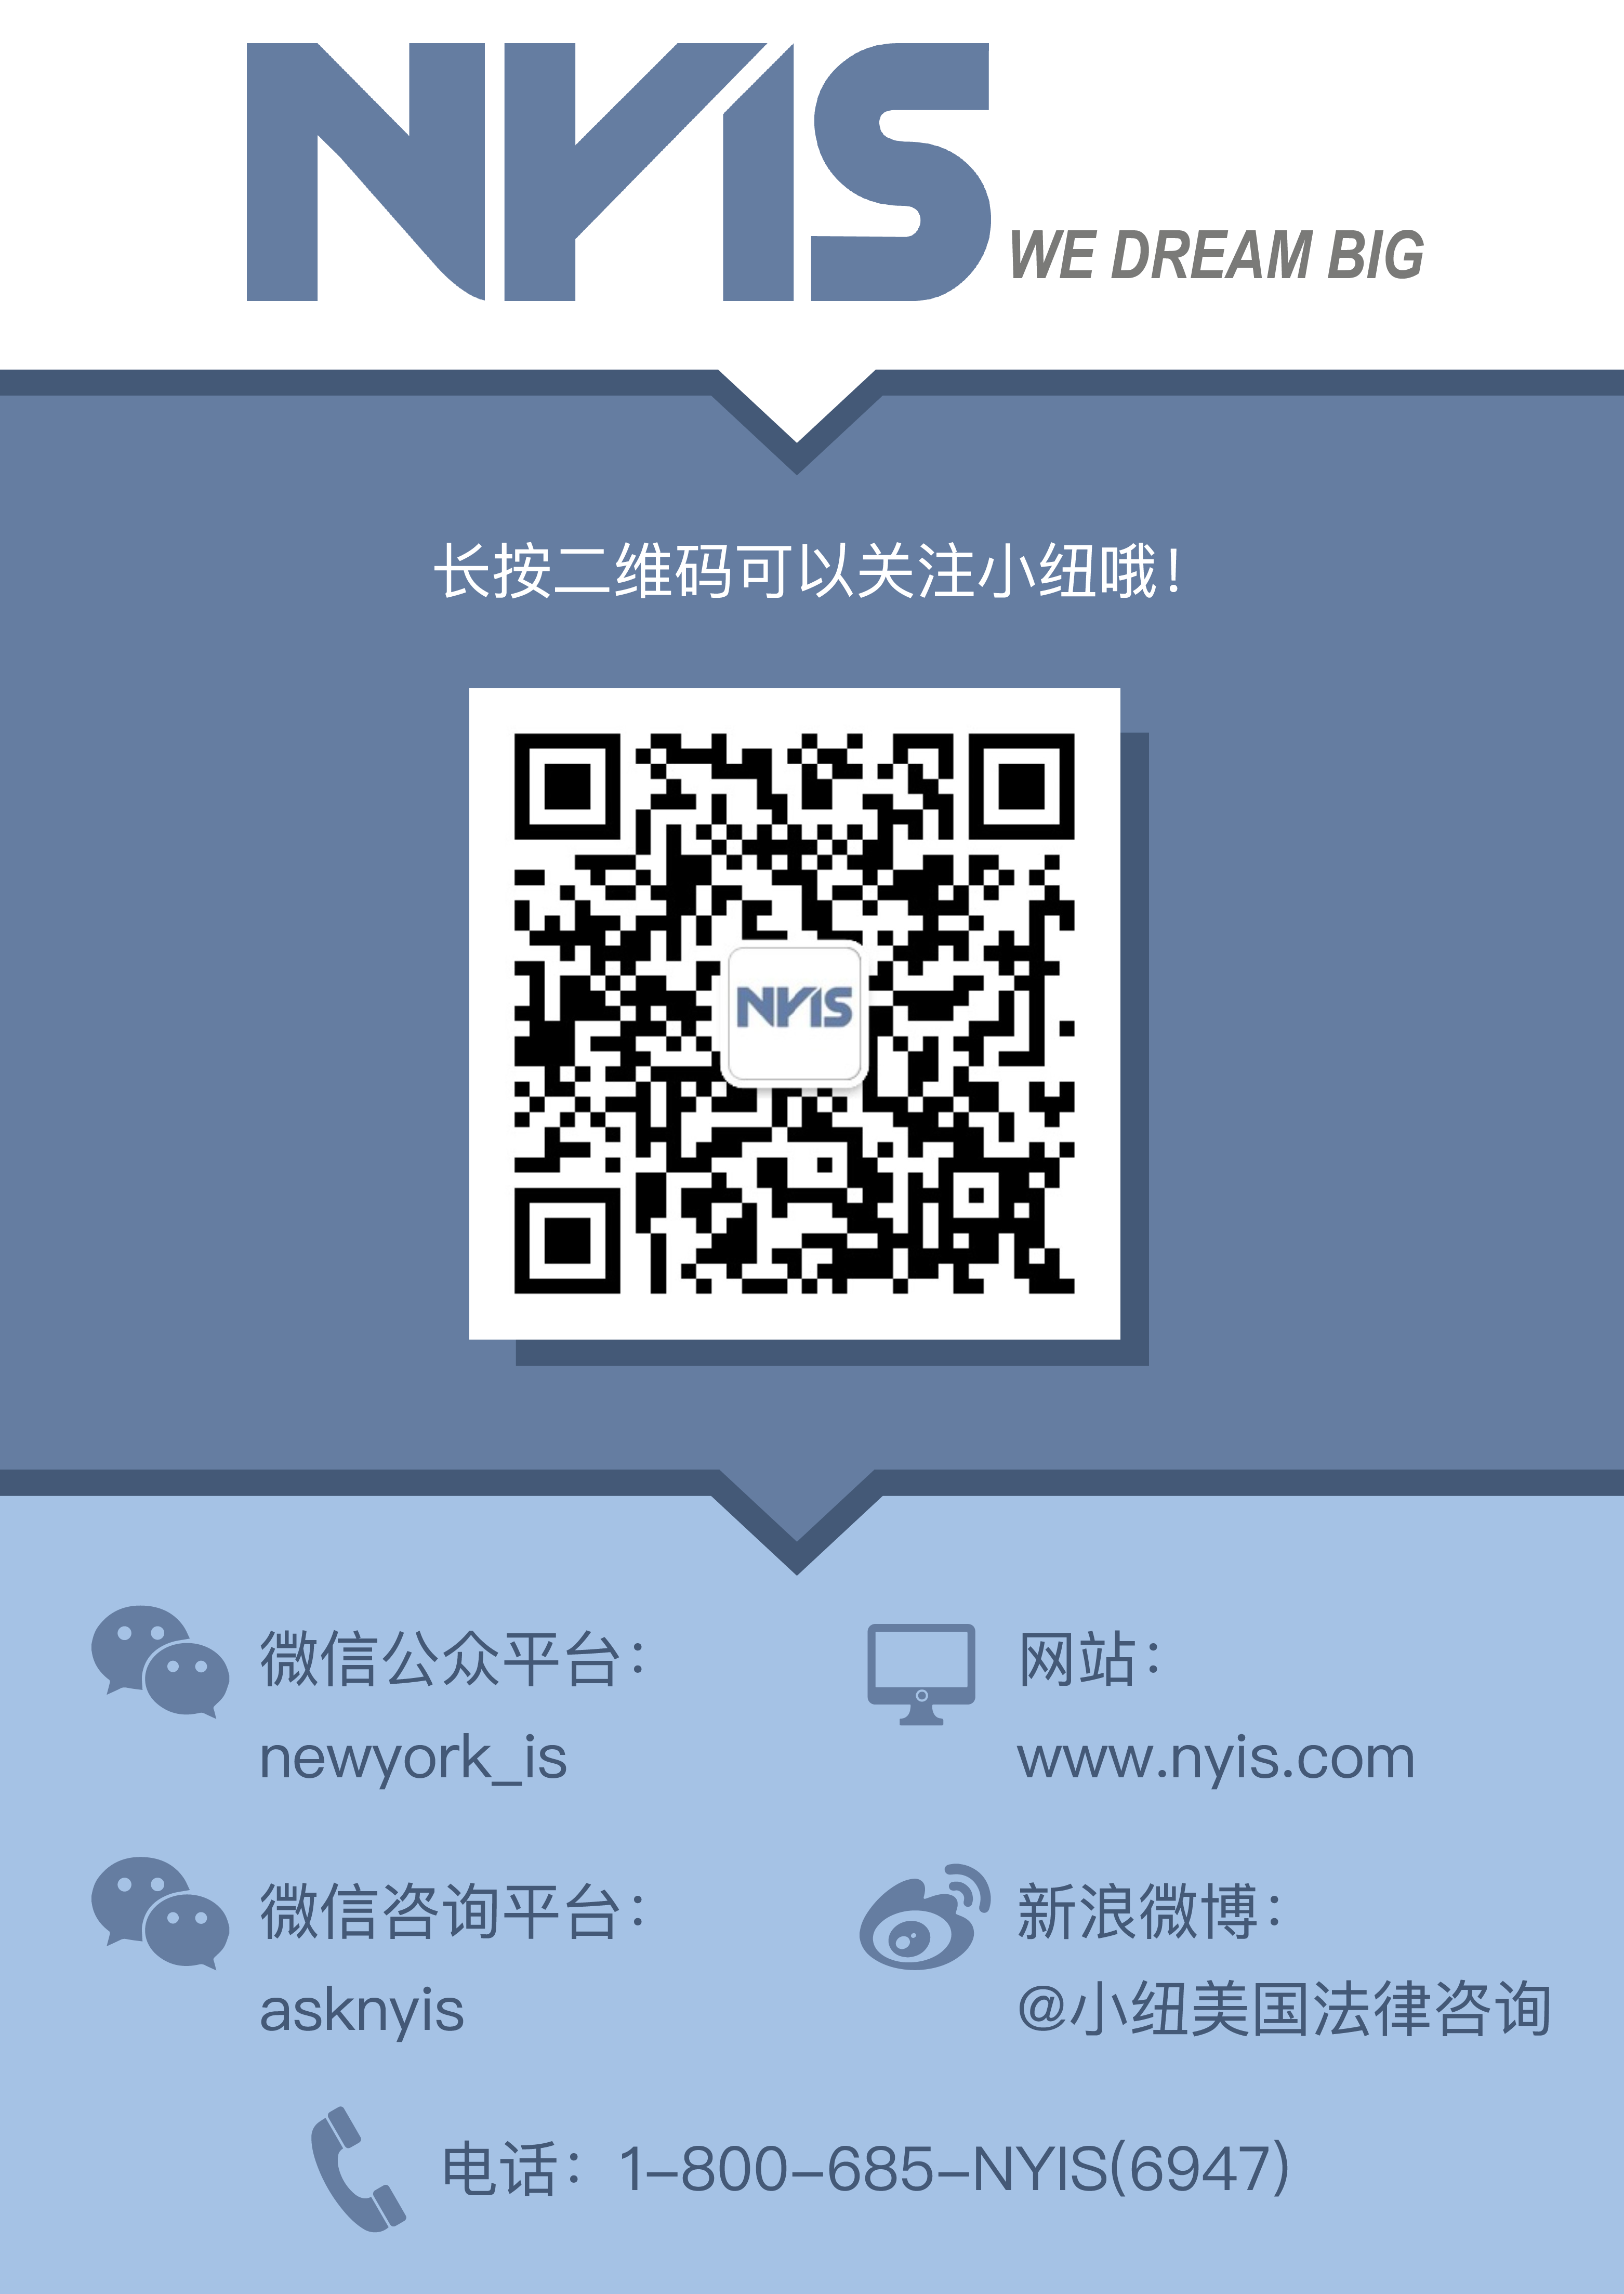 NYIS
WE DREAM BIG
长按二维码可以关注小纽哦！
NYIS
微信公众平台：
newyork_is
网站：
www.nyis.com
微信咨询平台：
asknyis
新浪微博：
@小纽美国法律咨询
电话：1-800-685-NYIS(6947)